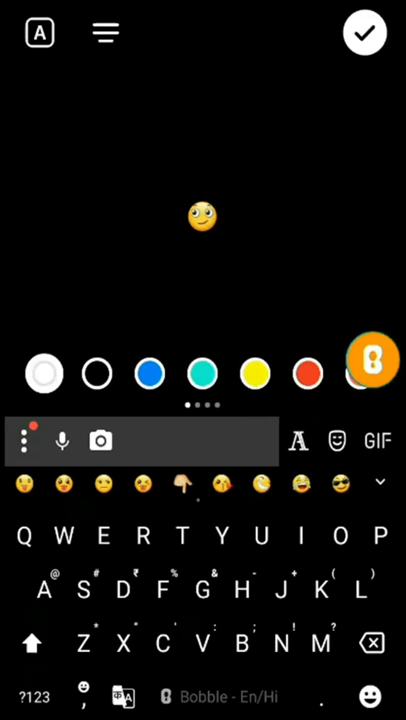 A
A GIF
Q W E R T Y U I O P
@ # ₹ % & - + ( )
A S D F G H J K L
* " ' : ; ! ?
Z X C V B N M
?123 , Bobble - En/Hi .